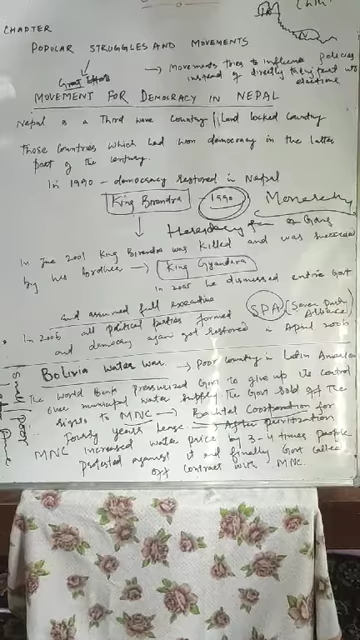 CHAPTER
POPULAR STRUGGLES AND MOVEMENTS
Great Efforts
→ Movements tries to influence policies
instead of directly taking part in
elections
MOVEMENT FOR DEMOCRACY IN NEPAL
Nepal is a Third wave Country || Land locked Country
Those countries which had won democracy in the latter
part of the century.
In 1990 - democracy restored in Nepal
King Birendra 1990 Monarchy
In June 2001 King Birendra was killed and was succeeded
by his brother → King Gyanendra
In 2005 he dismissed entire Govt
and assumed full executive
In 2006 all political parties formed SPA (Seven Party Alliance)
and democracy again got restored in April 2006
Bolivia water war → Poor country in Latin American
The World Bank pressurized Govt to give up its control
over municipal water supply. The Govt sold off the
rights to MNC → for
fourty years lease.
MNC increased water price by 3-4 times people
protested against it and finally Govt called
off contract with MNC.